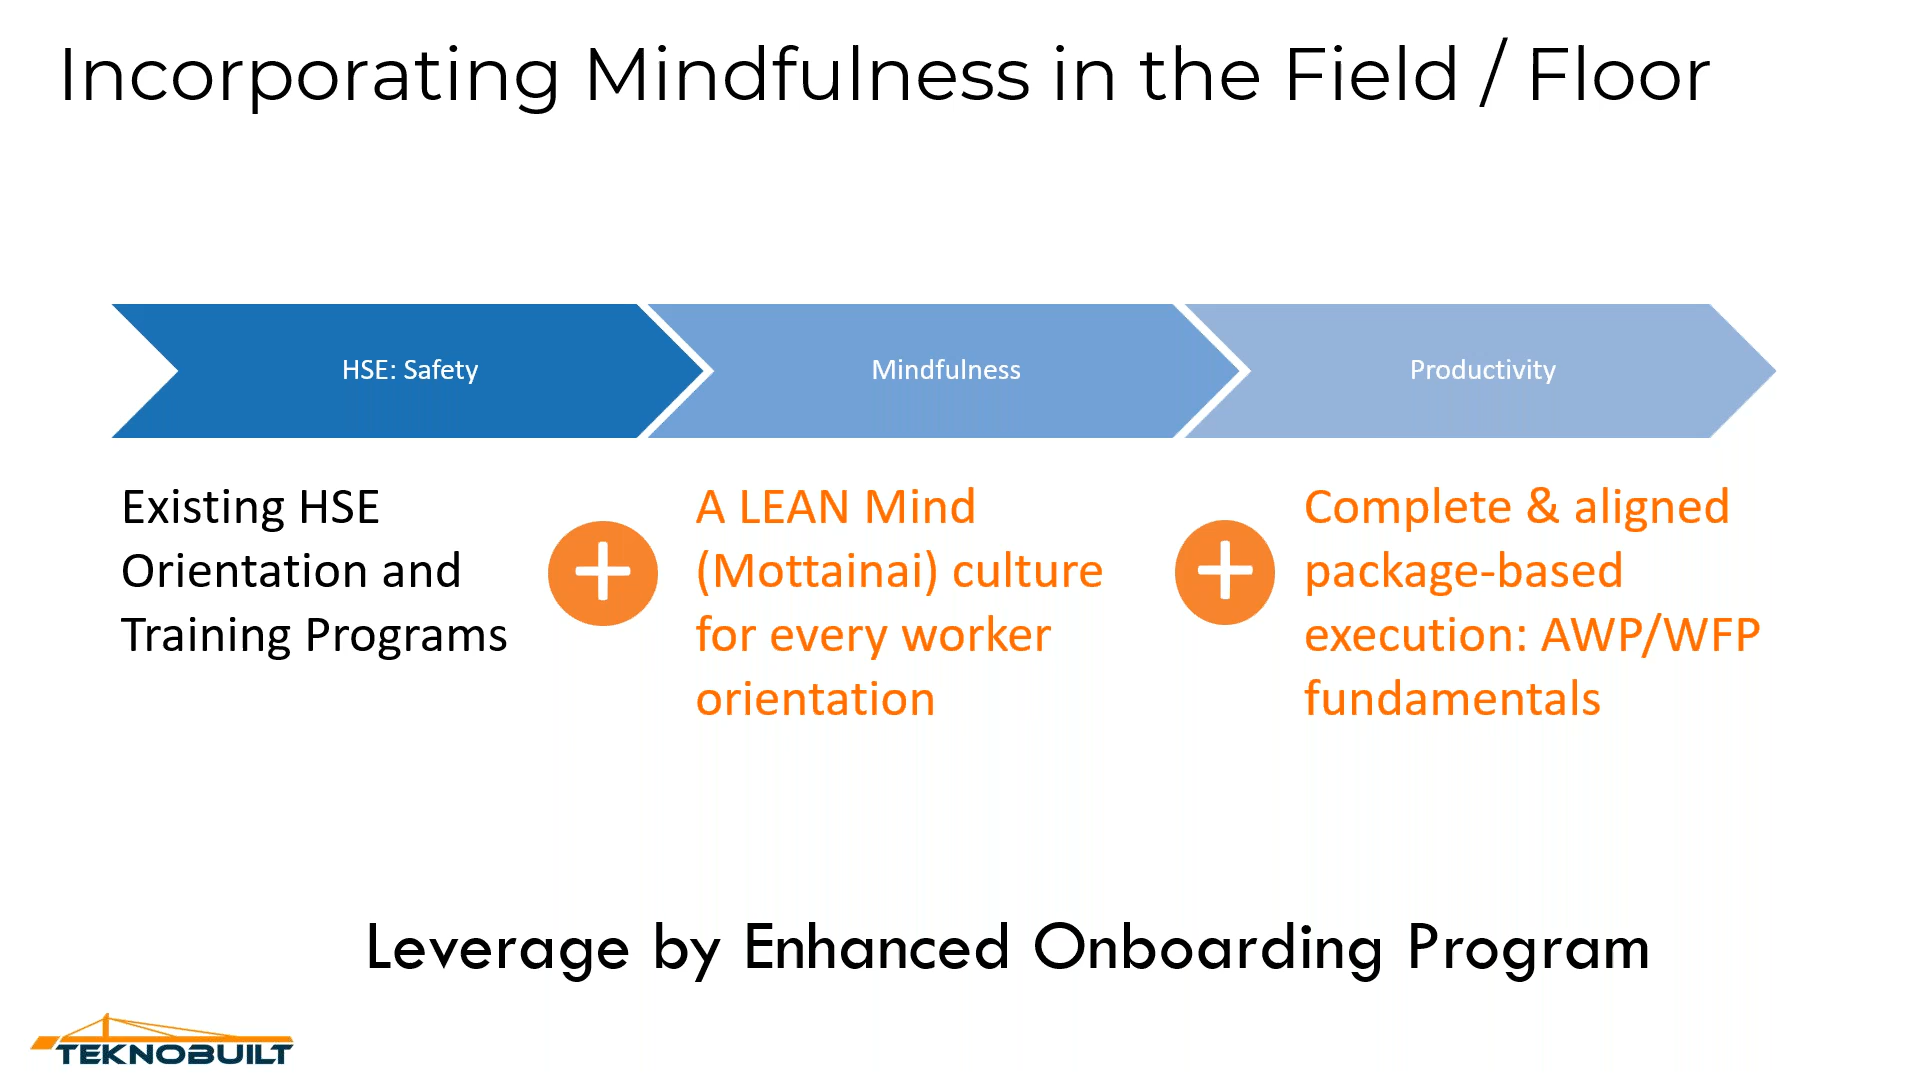 Incorporating Mindfulness in the Field / Floor
HSE: Safety
Mindfulness
Productivity
Existing HSE
Orientation and
Training Programs
A LEAN Mind
(Mottainai) culture
for every worker
orientation
Complete & aligned
package-based
execution: AWP/WFP
fundamentals
Leverage by Enhanced Onboarding Program
TEKNOBUILT